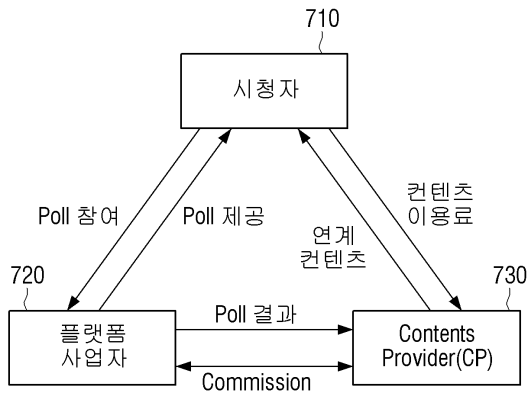 710
시청자
Poll 참여
Poll 제공
컨텐츠
이용료
연계
컨텐츠
720
730
플랫폼
사업자
Poll 결과
Contents
Provider(CP)
Commission